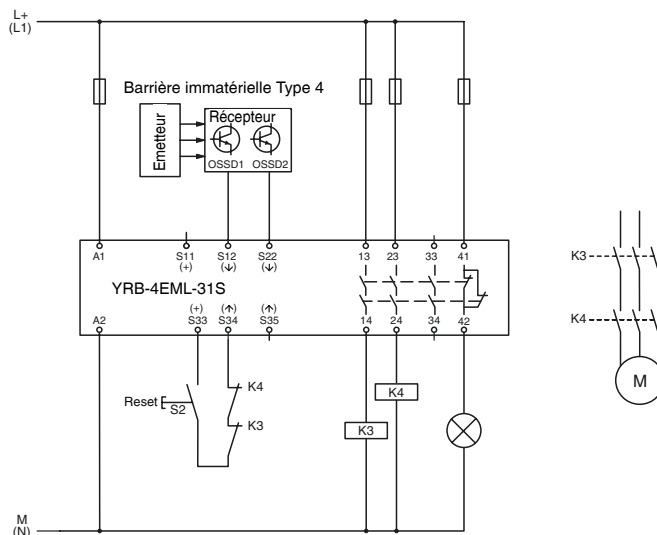 L+
(L1)
Barrière immatérielle Type 4
Emetteur
Récepteur
OSSD1 OSSD2
A1 S11 S12 S22 13 23 33 41
(+) (↓) (↓)
YRB-4EML-31S
(+) (↑) (↑)
A2 S33 S34 S35 14 24 34 42
K3
K4
M
Reset
S2
K4
K3
K4
K3
M
(N)